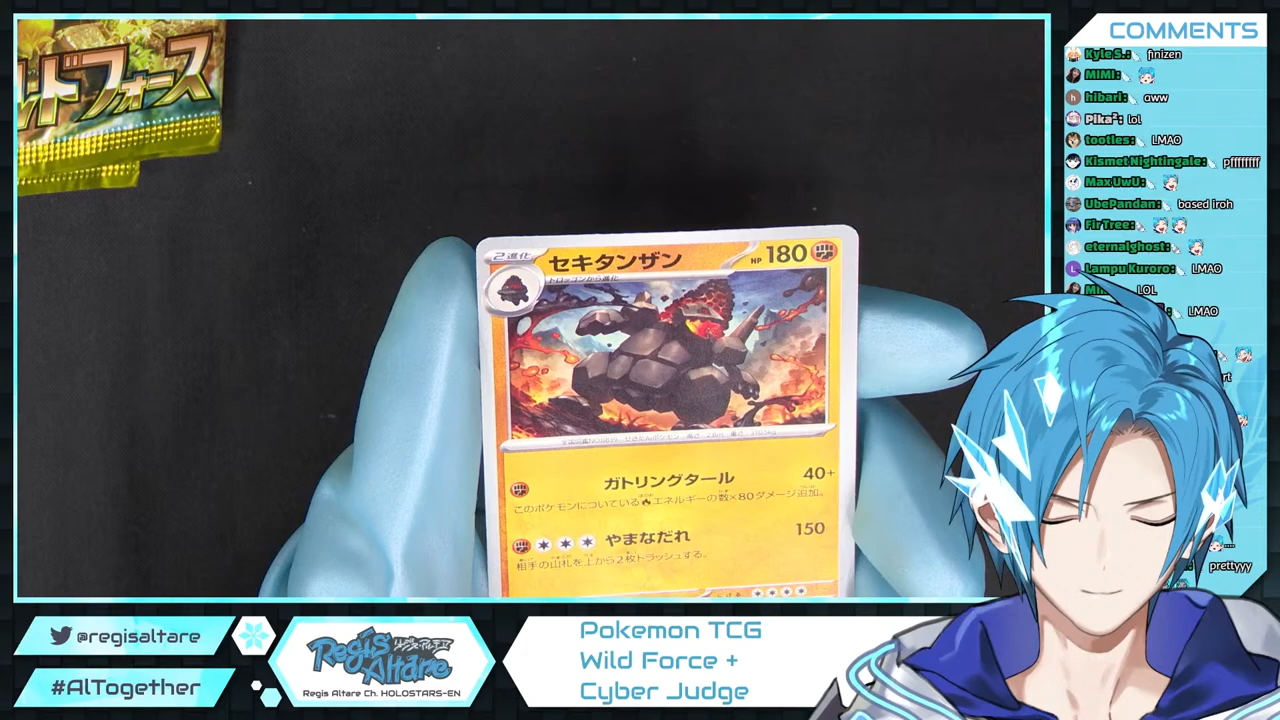 ルドフォース
2進化
セキタンザン
HP 180
トロッゴンから進化
ガトリングタール 40+
このポケモンについている エネルギーの数×80ダメージ追加。
やまなだれ 150
相手の山札を上から2枚トラッシュする。
COMMENTS
Kyle S.: finizen
MIMI:
hibari: aww
Pika²: lol
tootles: LMAO
Kismet Nightingale: pffffffff
Max UwU:
UbePandan: based iroh
FirTree:
eternalghost:
Lampu Kuroro: LMAO
LOL
LMAO
prettyyy
@regisaltare
#AlTogether
Regis Altare
Regis Altare Ch. HOLOSTARS-EN
Pokemon TCG
Wild Force +
Cyber Judge